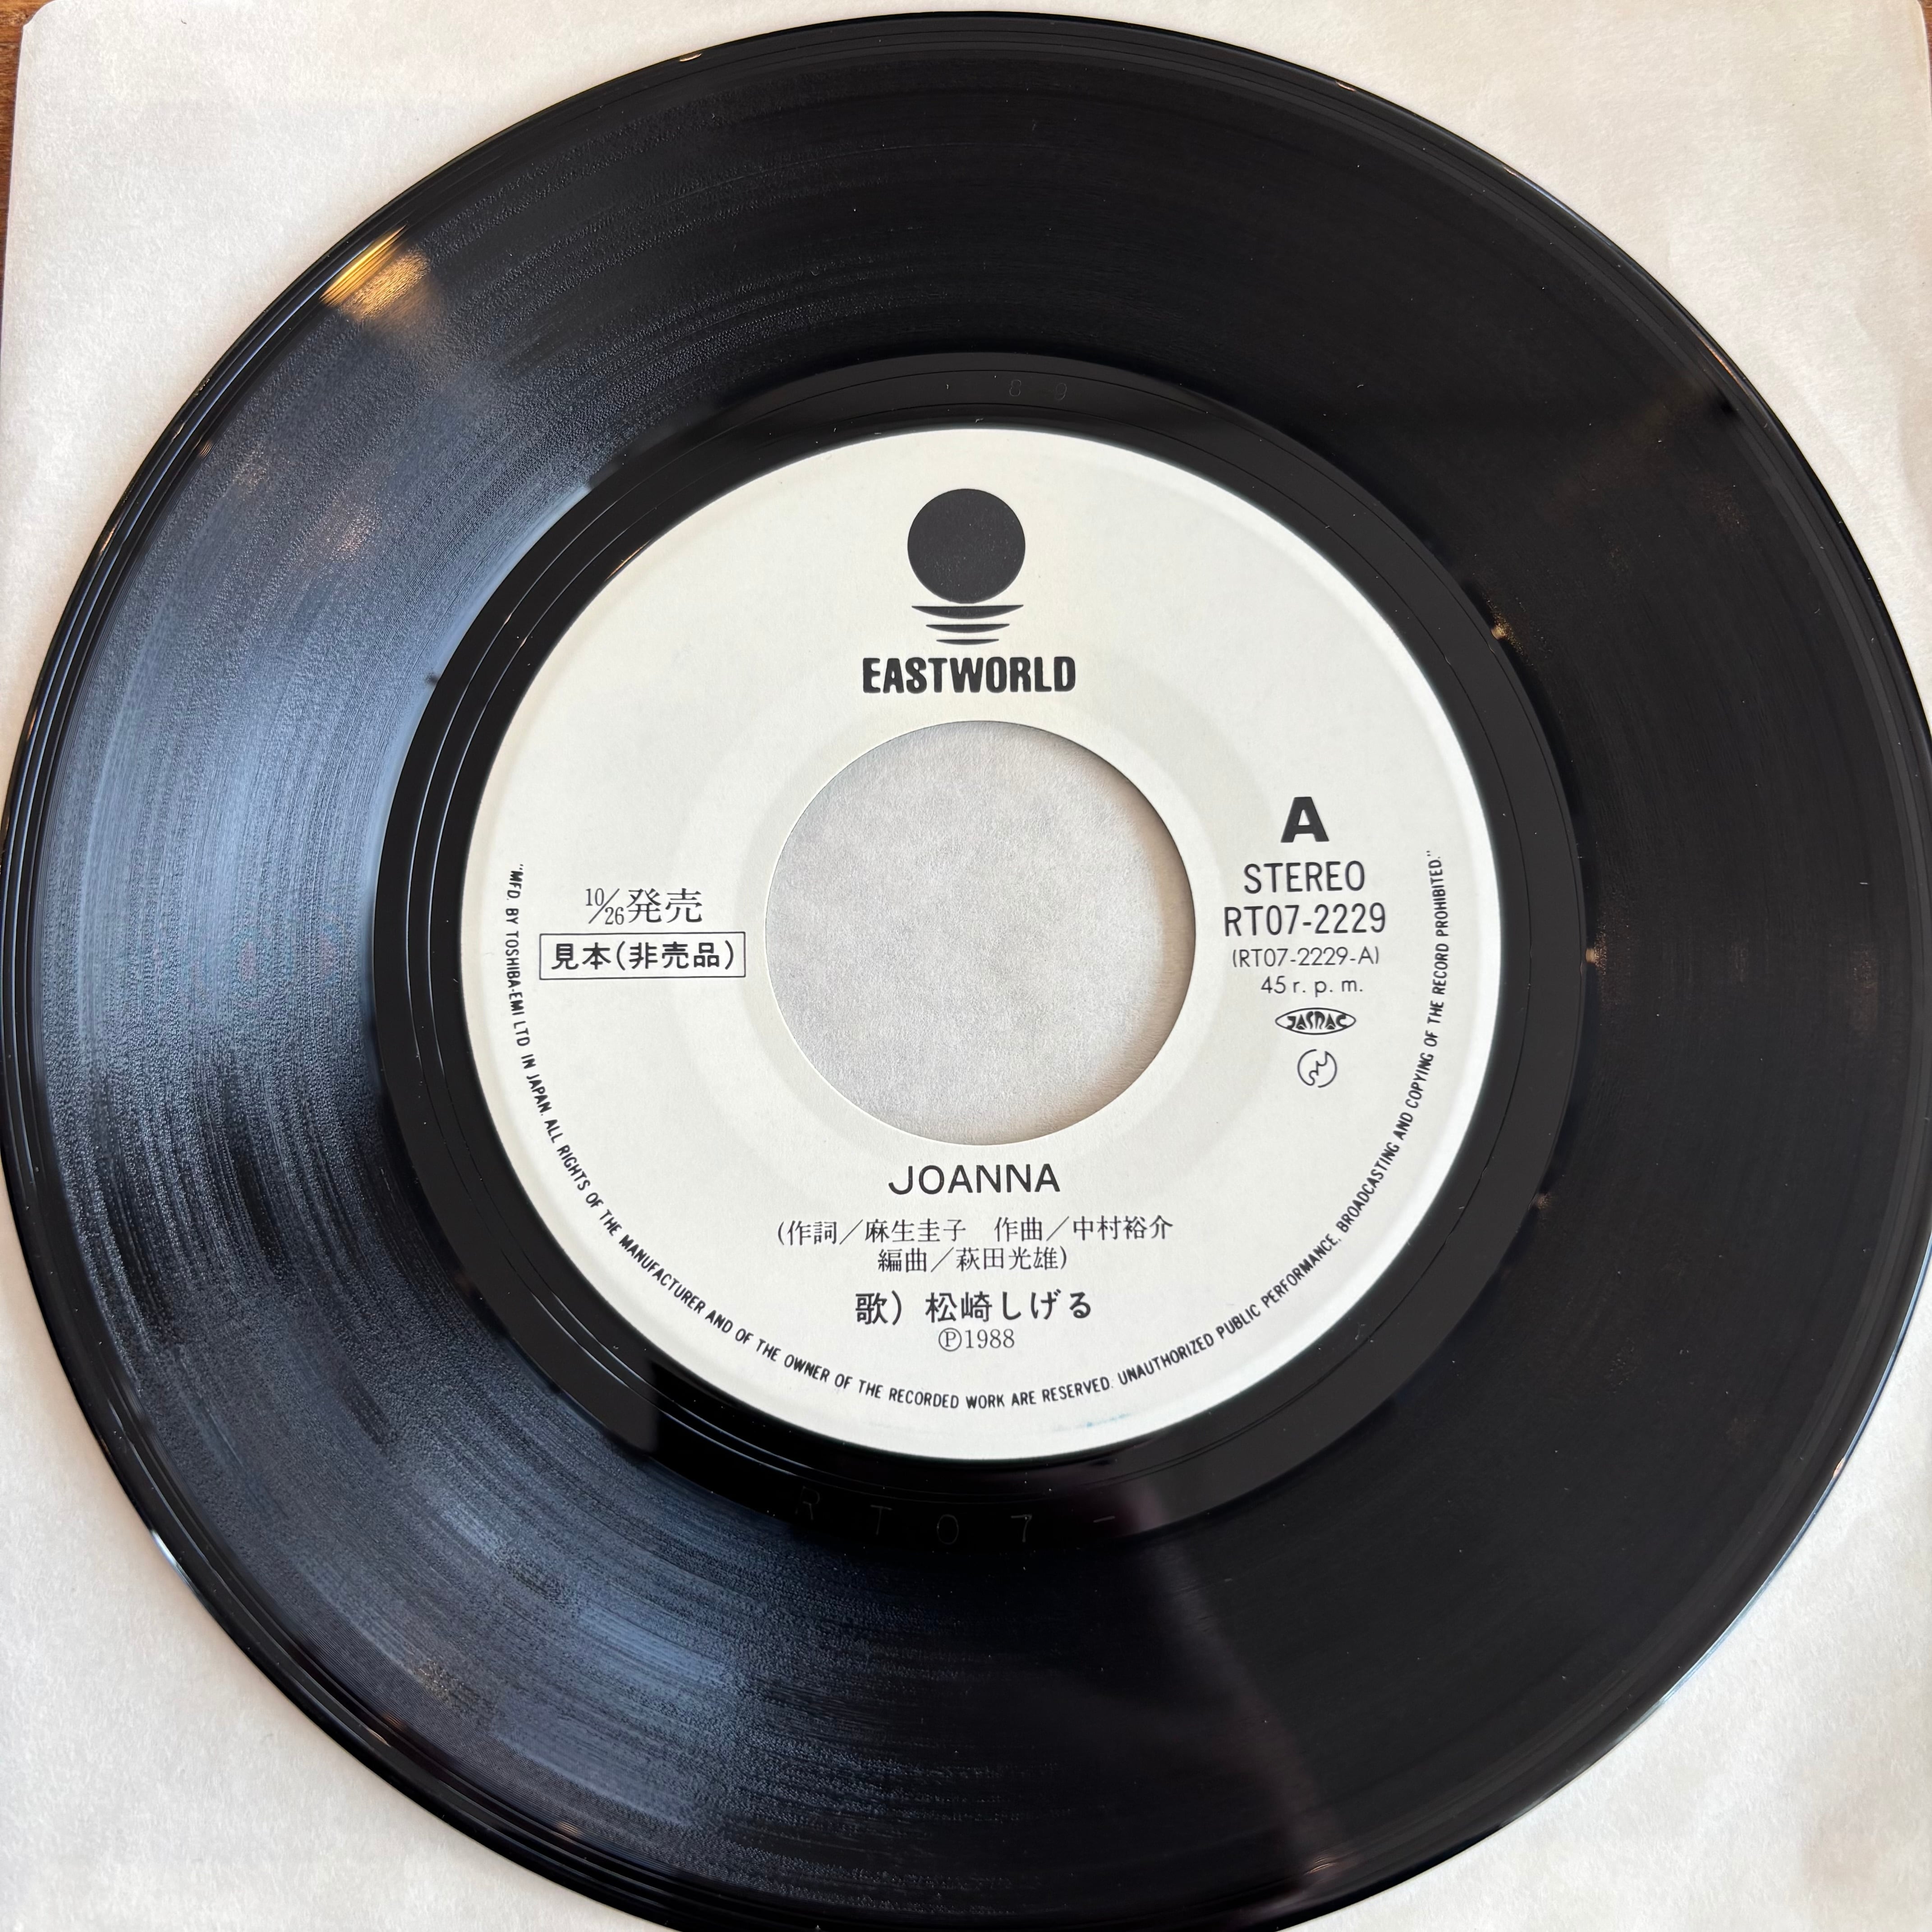 EASTWORLD
10/26発売
見本(非売品)
A
STEREO
RT07-2229
(RT07-2229-A)
45 r. p. m.
JASRAC
JOANNA
(作詞／麻生圭子　作曲／中村裕介
編曲／萩田光雄)
歌) 松崎しげる
Ⓟ1988
"MFD. BY TOSHIBA-EMI LTD IN JAPAN. ALL RIGHTS OF THE MANUFACTURER AND OF THE OWNER OF THE RECORDED WORK ARE RESERVED. UNAUTHORIZED PUBLIC PERFORMANCE, BROADCASTING AND COPYING OF THE RECORD PROHIBITED."
RT07-